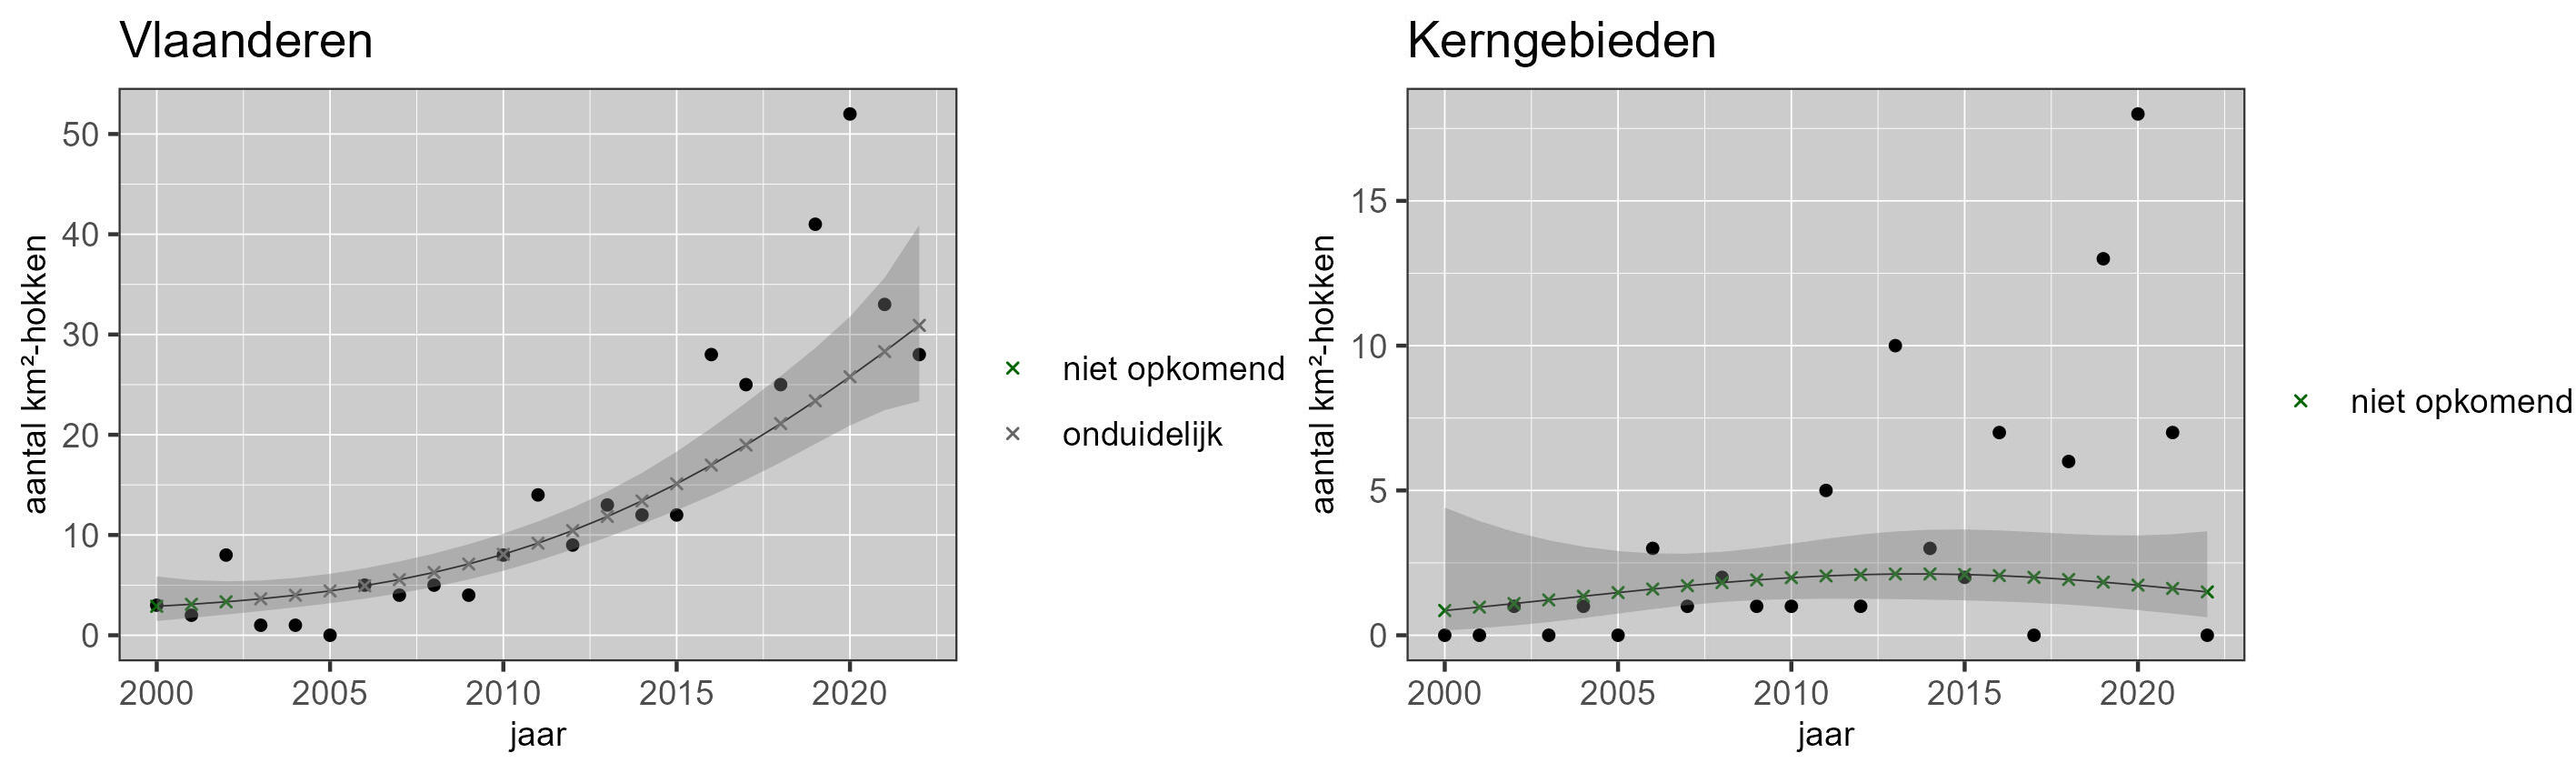 Vlaanderen
50
40
30
20
10
0
aantal km²-hokken
2000 2005 2010 2015 2020
jaar
niet opkomend
onduidelijk
Kerngebieden
15
10
5
0
aantal km²-hokken
2000 2005 2010 2015 2020
jaar
niet opkomend